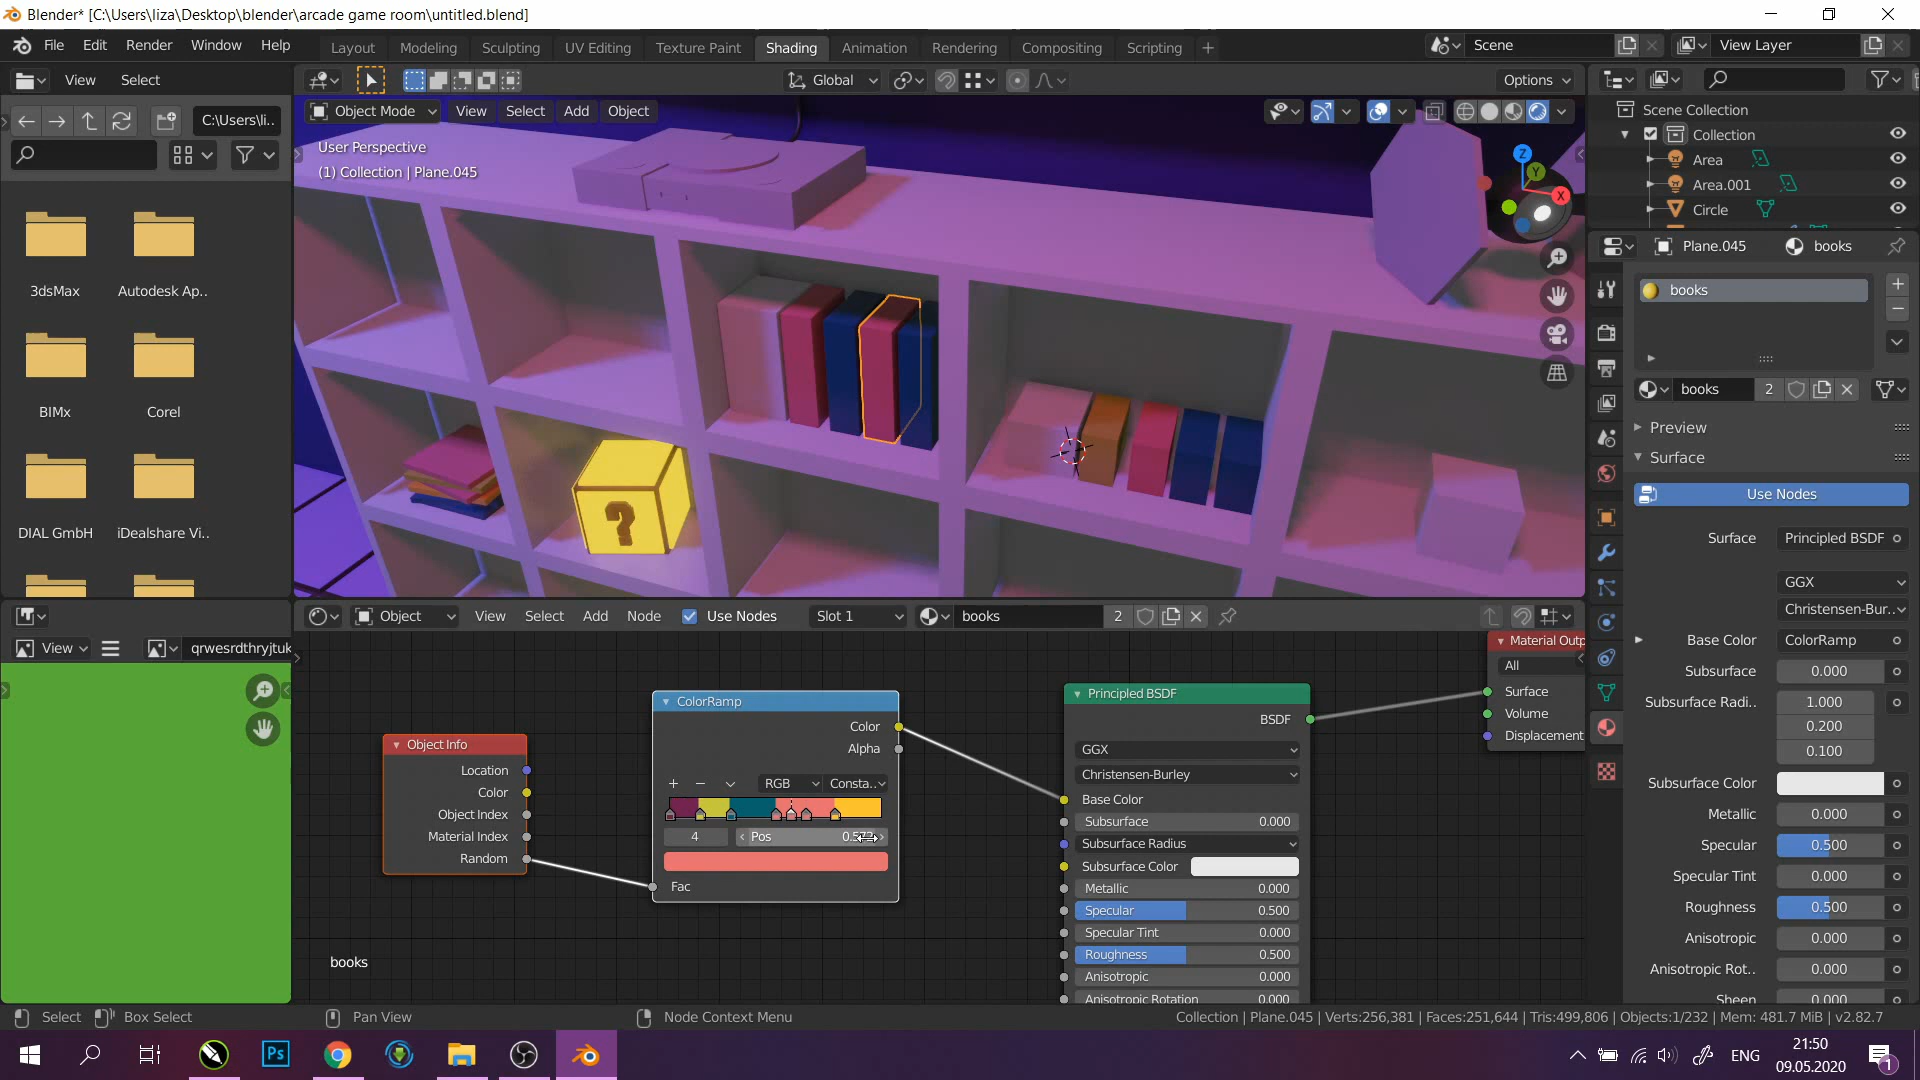 Blender* [C:\Users\liza\Desktop\blender\arcade game room\untitled.blend]
File Edit Render Window Help
Layout Modeling Sculpting UV Editing Texture Paint Shading Animation Rendering Compositing Scripting +
Scene
View Layer
View Select
Global
Options
C:\Users\li..
Object Mode View Select Add Object
User Perspective
(1) Collection | Plane.045
Z
Y
X
?
3dsMax
Autodesk Ap..
BIMx
Corel
DIAL GmbH
iDealshare Vi..
Scene Collection
Collection
Area
Area.001
Circle
Plane.045
books
books
books 2
Preview
Surface
Use Nodes
Surface Principled BSDF
GGX
Christensen-Bur..
Base Color ColorRamp
Subsurface 0.000
Subsurface Radi.. 1.000
0.200
0.100
Subsurface Color
Metallic 0.000
Specular 0.500
Specular Tint 0.000
Roughness 0.500
Anisotropic 0.000
Anisotropic Rot.. 0.000
Sheen 0.000
View
qrwesrdthryjtuk
Object View Select Add Node Use Nodes Slot 1 books 2
Object Info
Location
Color
Object Index
Material Index
Random
ColorRamp
Color
Alpha
RGB Consta..
4 Pos
Fac
Principled BSDF
BSDF
GGX
Christensen-Burley
Base Color
Subsurface 0.000
Subsurface Radius
Subsurface Color
Metallic 0.000
Specular 0.500
Specular Tint 0.000
Roughness 0.500
Anisotropic 0.000
Anisotropic Rotation 0.000
Material Outp
All
Surface
Volume
Displacement
books
Select Box Select Pan View Node Context Menu
Collection | Plane.045 | Verts:256,381 | Faces:251,644 | Tris:499,806 | Objects:1/232 | Mem: 481.7 MiB | v2.82.7
Ps
ENG
21:50
09.05.2020
1